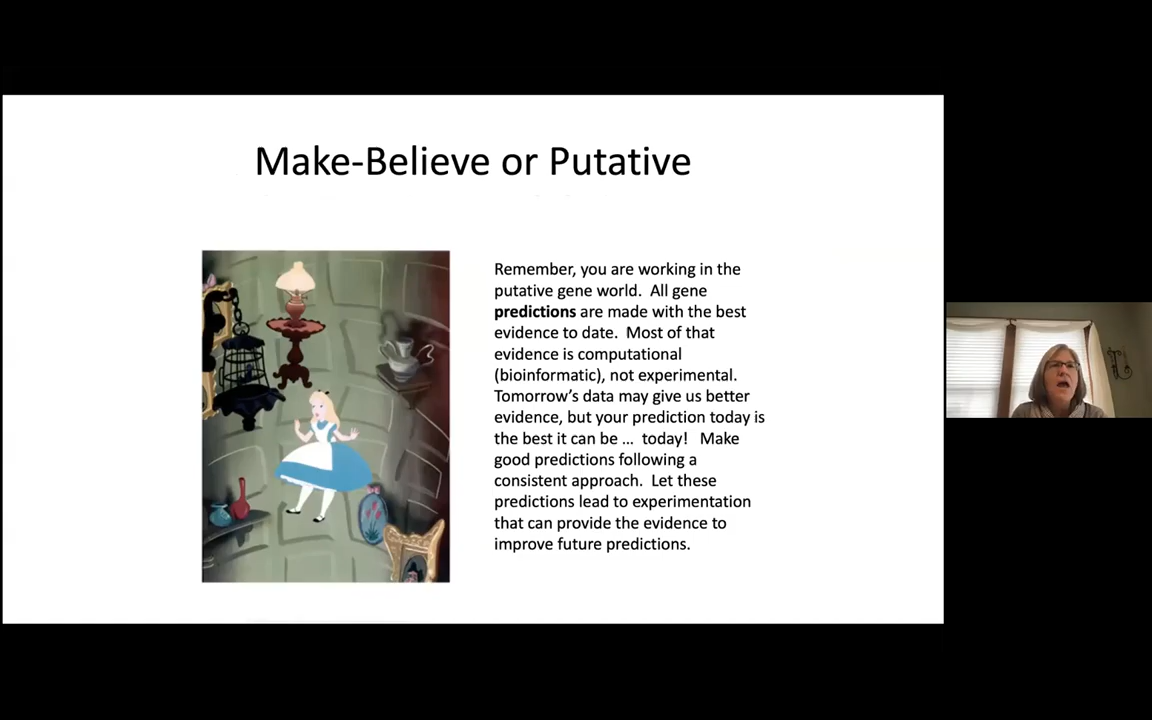 Make-Believe or Putative
Remember, you are working in the
putative gene world.  All gene
predictions are made with the best
evidence to date.  Most of that
evidence is computational
(bioinformatic), not experimental.
Tomorrow’s data may give us better
evidence, but your prediction today is
the best it can be …  today!   Make
good predictions following a
consistent approach.  Let these
predictions lead to experimentation
that can provide the evidence to
improve future predictions.